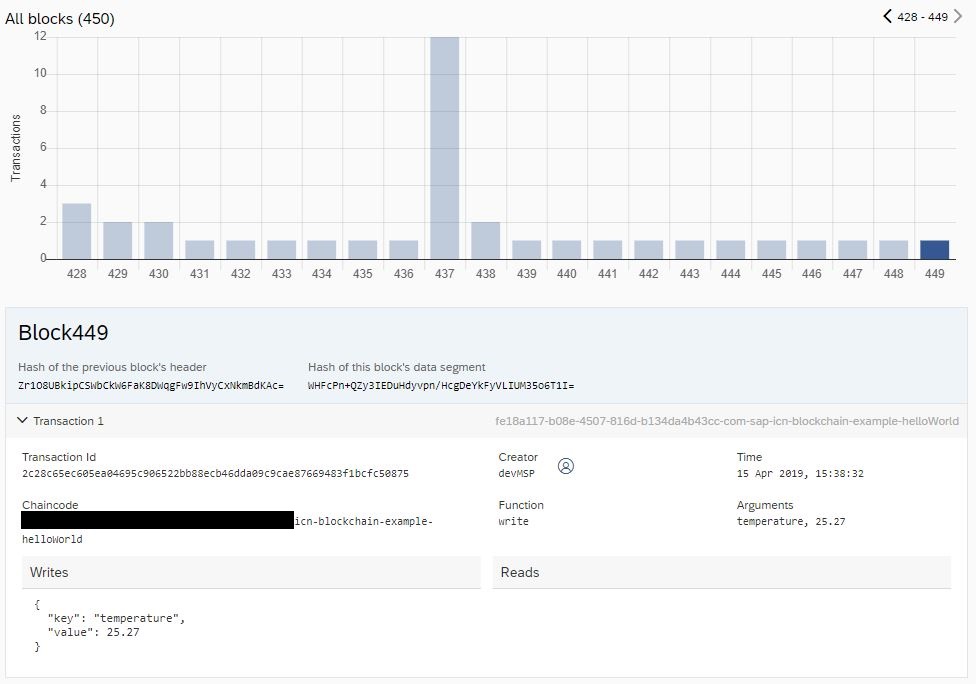 All blocks (450)
428 - 449
12
10
8
6
4
2
0
Transactions
428 429 430 431 432 433 434 435 436 437 438 439 440 441 442 443 444 445 446 447 448 449
Block449
Hash of the previous block's header Hash of this block's data segment
Zr1O8UBkipCSWbCkW6FaK8DWqgFw9IhVyCxNkmBdKAc= WHFcPn+QZy3IEDuHdyvpn/HcgDeYkFyVLIUM35o6T1I=
Transaction 1 fe18a117-b08e-4507-816d-b134da4b43cc-com-sap-icn-blockchain-example-helloWorld
Transaction Id Creator Time
2c28c65ec605ea04695c906522bb88ecb46dda09c9cae87669483f1bcfc50875 devMSP 15 Apr 2019, 15:38:32
Chaincode Function Arguments
icn-blockchain-example- write temperature, 25.27
helloWorld
Writes Reads
{
"key": "temperature",
"value": 25.27
}